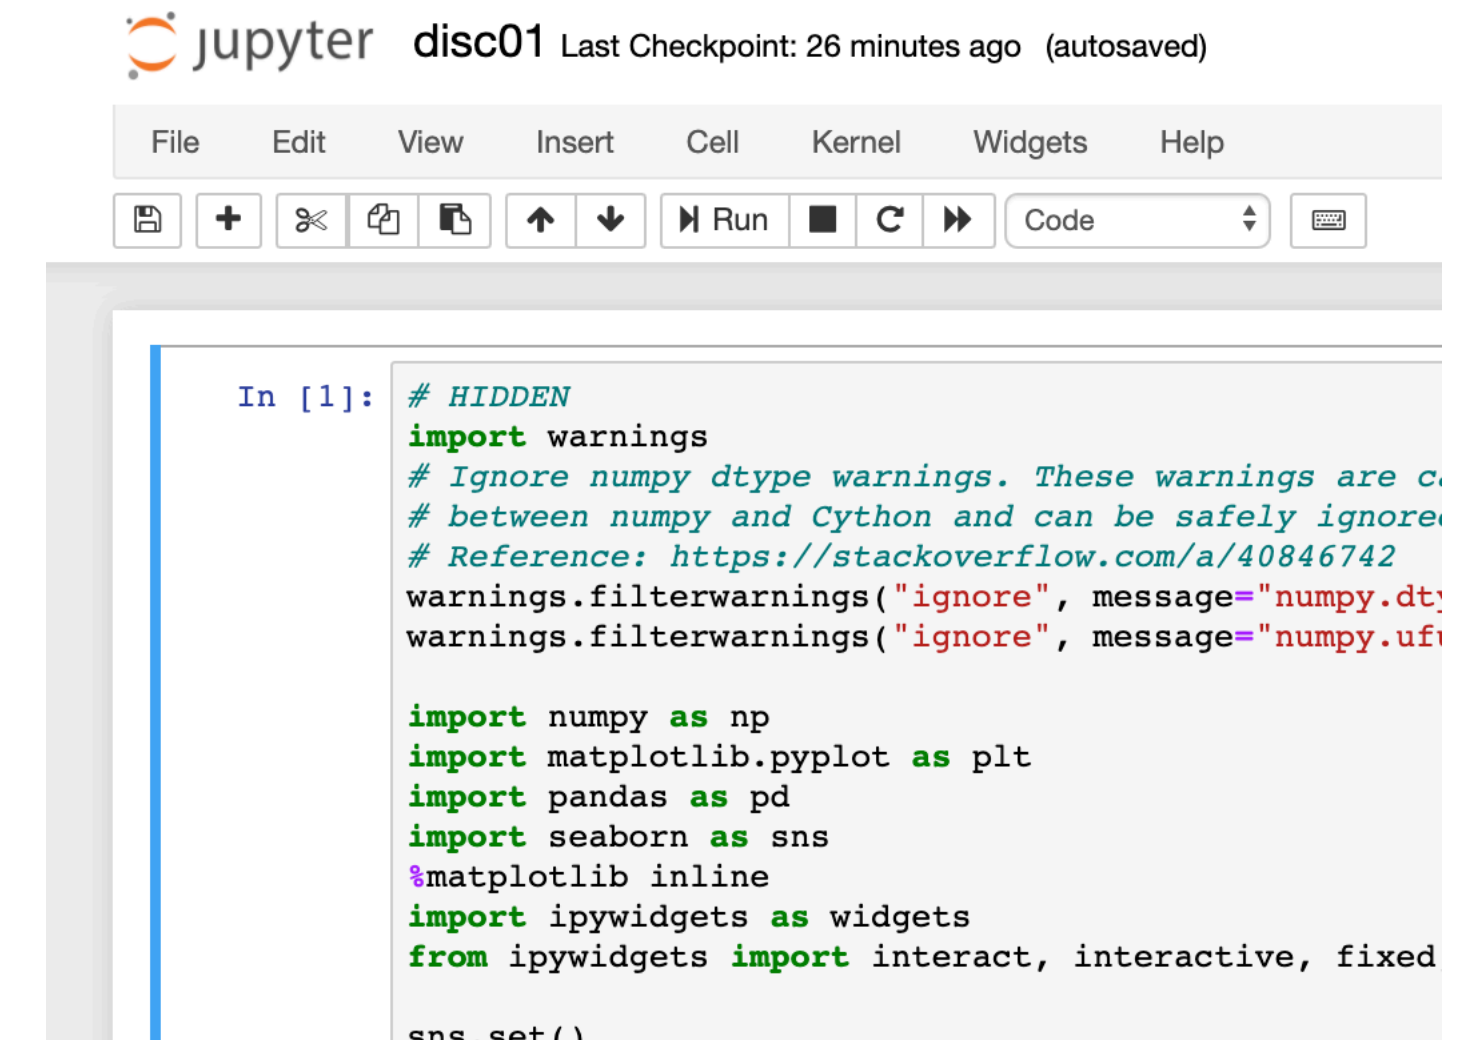 jupyter disc01 Last Checkpoint: 26 minutes ago (autosaved)
File Edit View Insert Cell Kernel Widgets Help
Run Code
In [1]: # HIDDEN
import warnings
# Ignore numpy dtype warnings. These warnings are
# between numpy and Cython and can be safely
# Reference: https://stackoverflow.com/a/40846742
warnings.filterwarnings("ignore", message="numpy.
warnings.filterwarnings("ignore", message="numpy.
import numpy as np
import matplotlib.pyplot as plt
import pandas as pd
import seaborn as sns
%matplotlib inline
import ipywidgets as widgets
from ipywidgets import interact, interactive, fixed
sns.set()